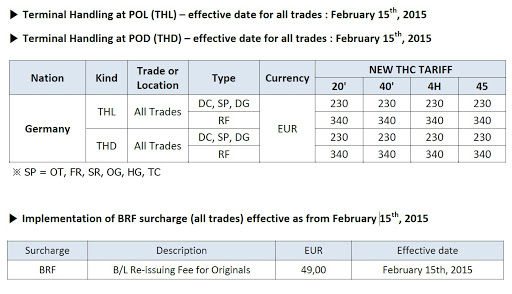 ▶ Terminal Handling at POL (THL) – effective date for all trades : February 15th, 2015
▶ Terminal Handling at POD (THD) – effective date for all trades : February 15th, 2015
Nation Kind Trade or Location Type Currency NEW THC TARIFF
20' 40' 4H 45
Germany THL All Trades DC, SP, DG EUR 230 230 230 230
RF 340 340 340 340
THD All Trades DC, SP, DG 230 230 230 230
RF 340 340 340 340
※ SP = OT, FR, SR, OG, HG, TC
▶ Implementation of BRF surcharge (all trades) effective as from February 15th, 2015
Surcharge Description EUR Effective date
BRF B/L Re-issuing Fee for Originals 49,00 February 15th, 2015